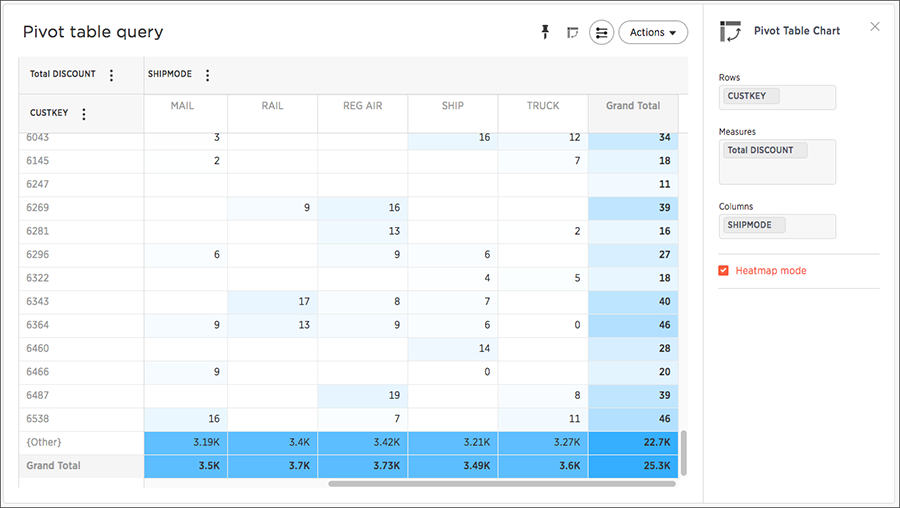 Pivot table query
Actions
Pivot Table Chart
Total DISCOUNT SHIPMODE
CUSTKEY MAIL RAIL REG AIR SHIP TRUCK Grand Total
6043 3 16 12 34
6145 2 7 18
6247 11
6269 9 16 39
6281 13 2 16
6296 6 9 6 27
6322 4 5 18
6343 17 8 7 40
6364 9 13 9 6 0 46
6460 14 28
6466 9 0 20
6487 19 8 39
6538 16 7 11 46
{Other} 3.19K 3.4K 3.42K 3.21K 3.27K 22.7K
Grand Total 3.5K 3.7K 3.73K 3.49K 3.6K 25.3K
Rows
CUSTKEY
Measures
Total DISCOUNT
Columns
SHIPMODE
Heatmap mode